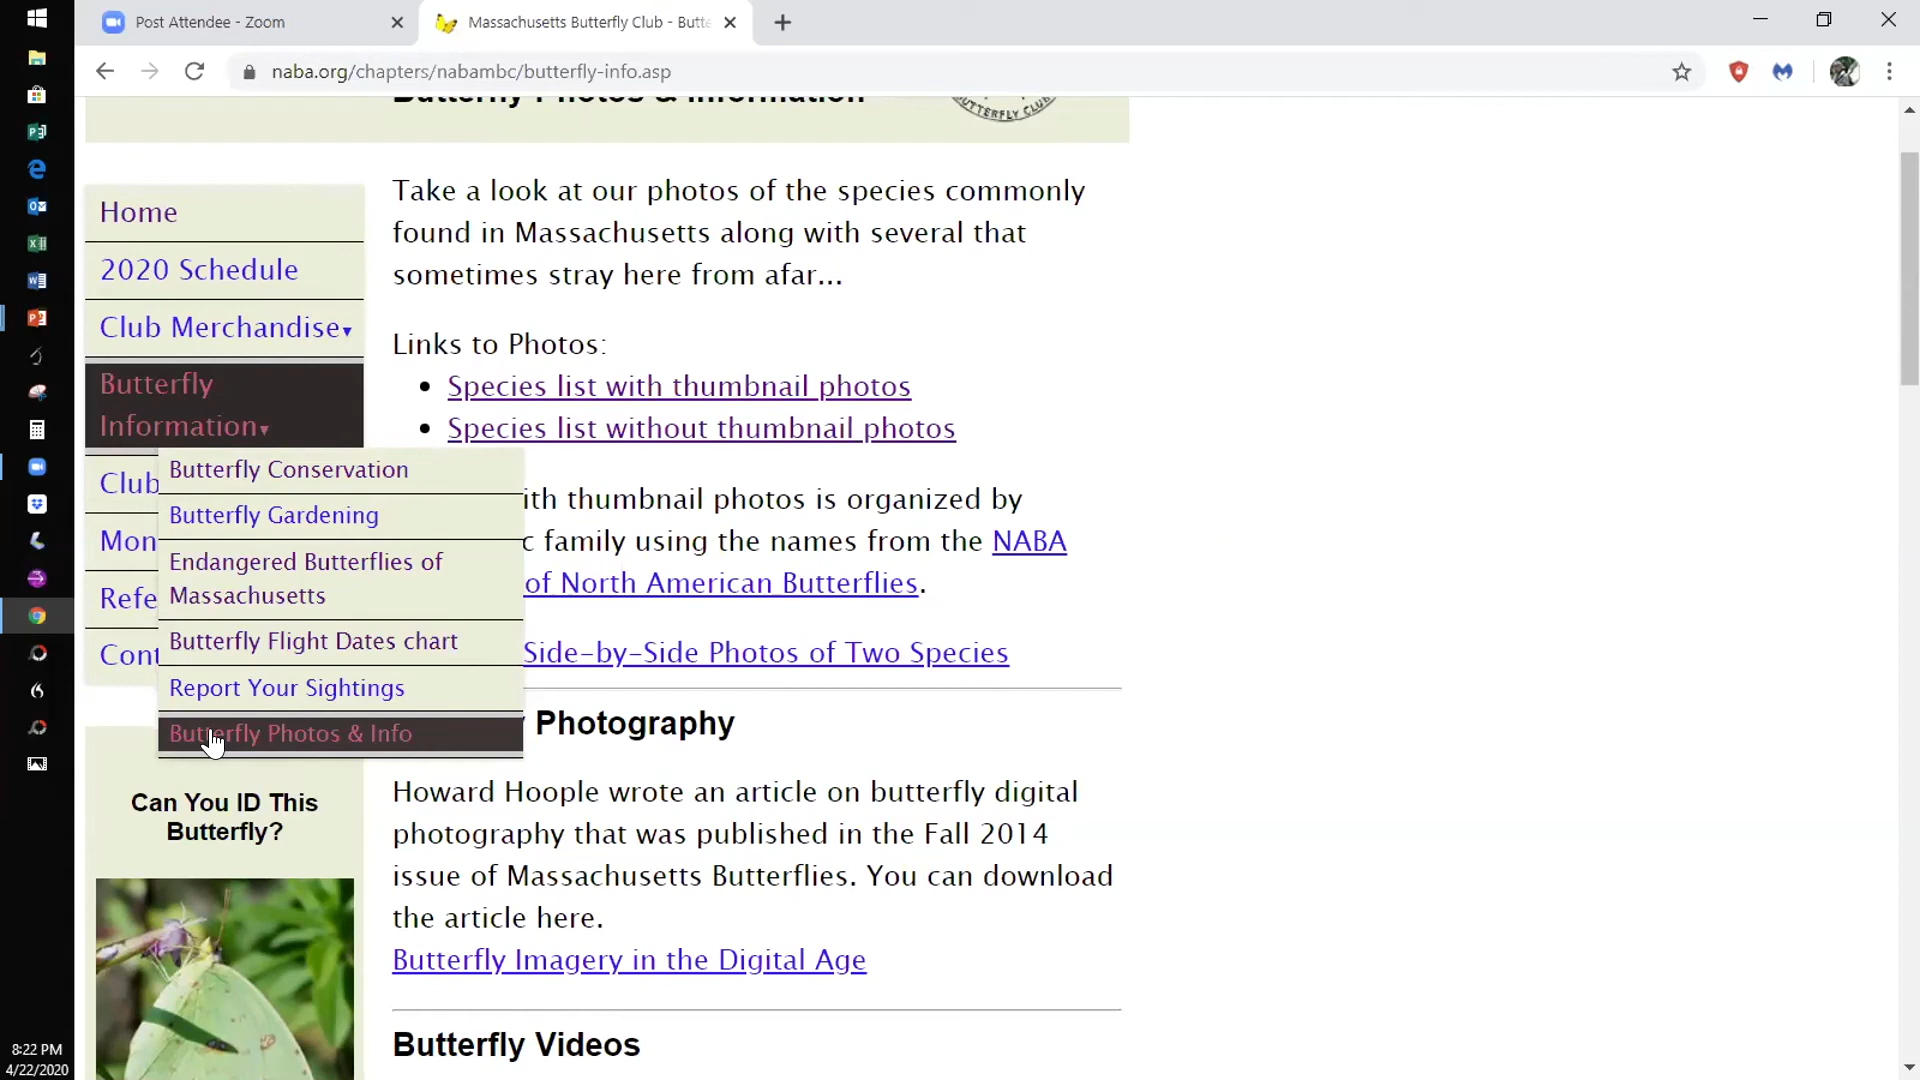 Post Attendee - Zoom
Massachusetts Butterfly Club - Butte
naba.org/chapters/nabambc/butterfly-info.asp
Butterfly Photos & Information
BUTTERFLY CLUB
Home
2020 Schedule
Club Merchandise▾
Butterfly
Information▾
Club
Mon
Refe
Cont
Butterfly Conservation
Butterfly Gardening
Endangered Butterflies of
Massachusetts
Butterfly Flight Dates chart
Report Your Sightings
Butterfly Photos & Info
Can You ID This
Butterfly?
Take a look at our photos of the species commonly
found in Massachusetts along with several that
sometimes stray here from afar...
Links to Photos:
• Species list with thumbnail photos
• Species list without thumbnail photos
ith thumbnail photos is organized by
c family using the names from the NABA
of North American Butterflies.
Side-by-Side Photos of Two Species
Photography
Howard Hoople wrote an article on butterfly digital
photography that was published in the Fall 2014
issue of Massachusetts Butterflies. You can download
the article here.
Butterfly Imagery in the Digital Age
Butterfly Videos
8:22 PM
4/22/2020